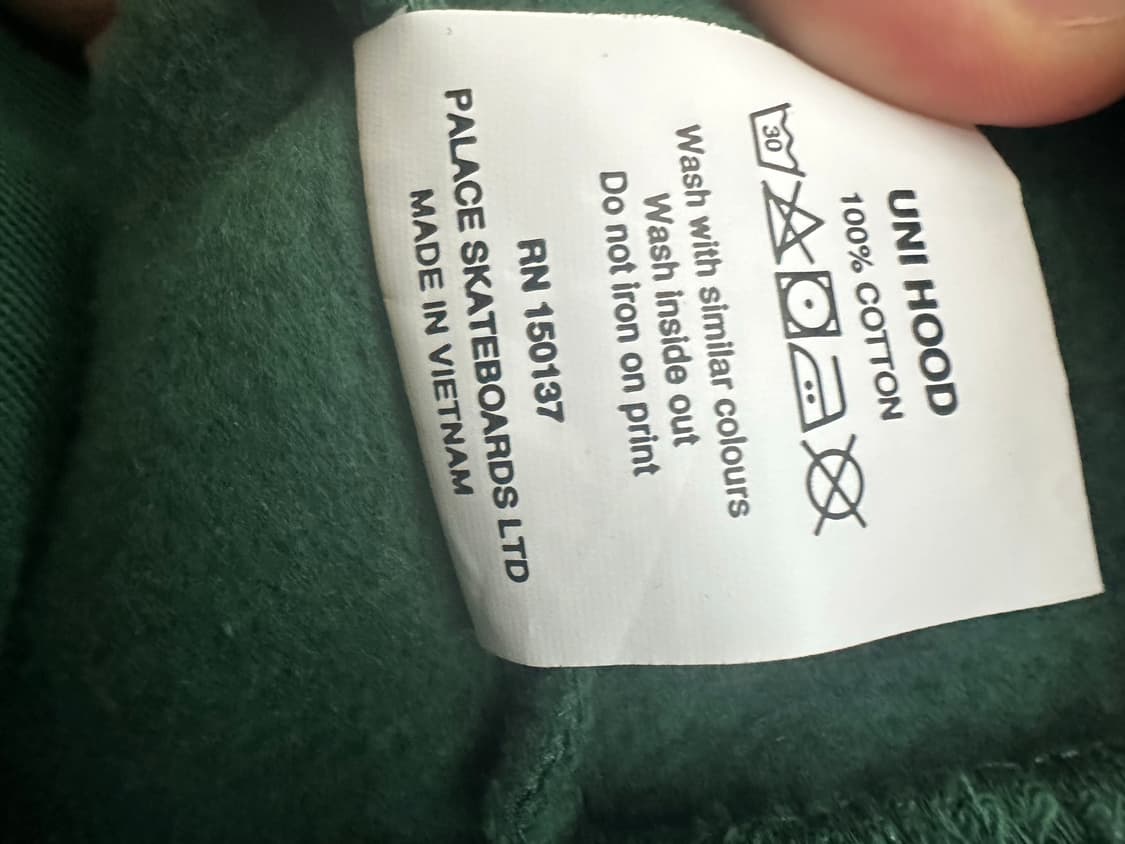 UNI HOOD
100% COTTON
30
Wash with similar colours
Wash inside out
Do not iron on print
RN 150137
PALACE SKATEBOARDS LTD
MADE IN VIETNAM